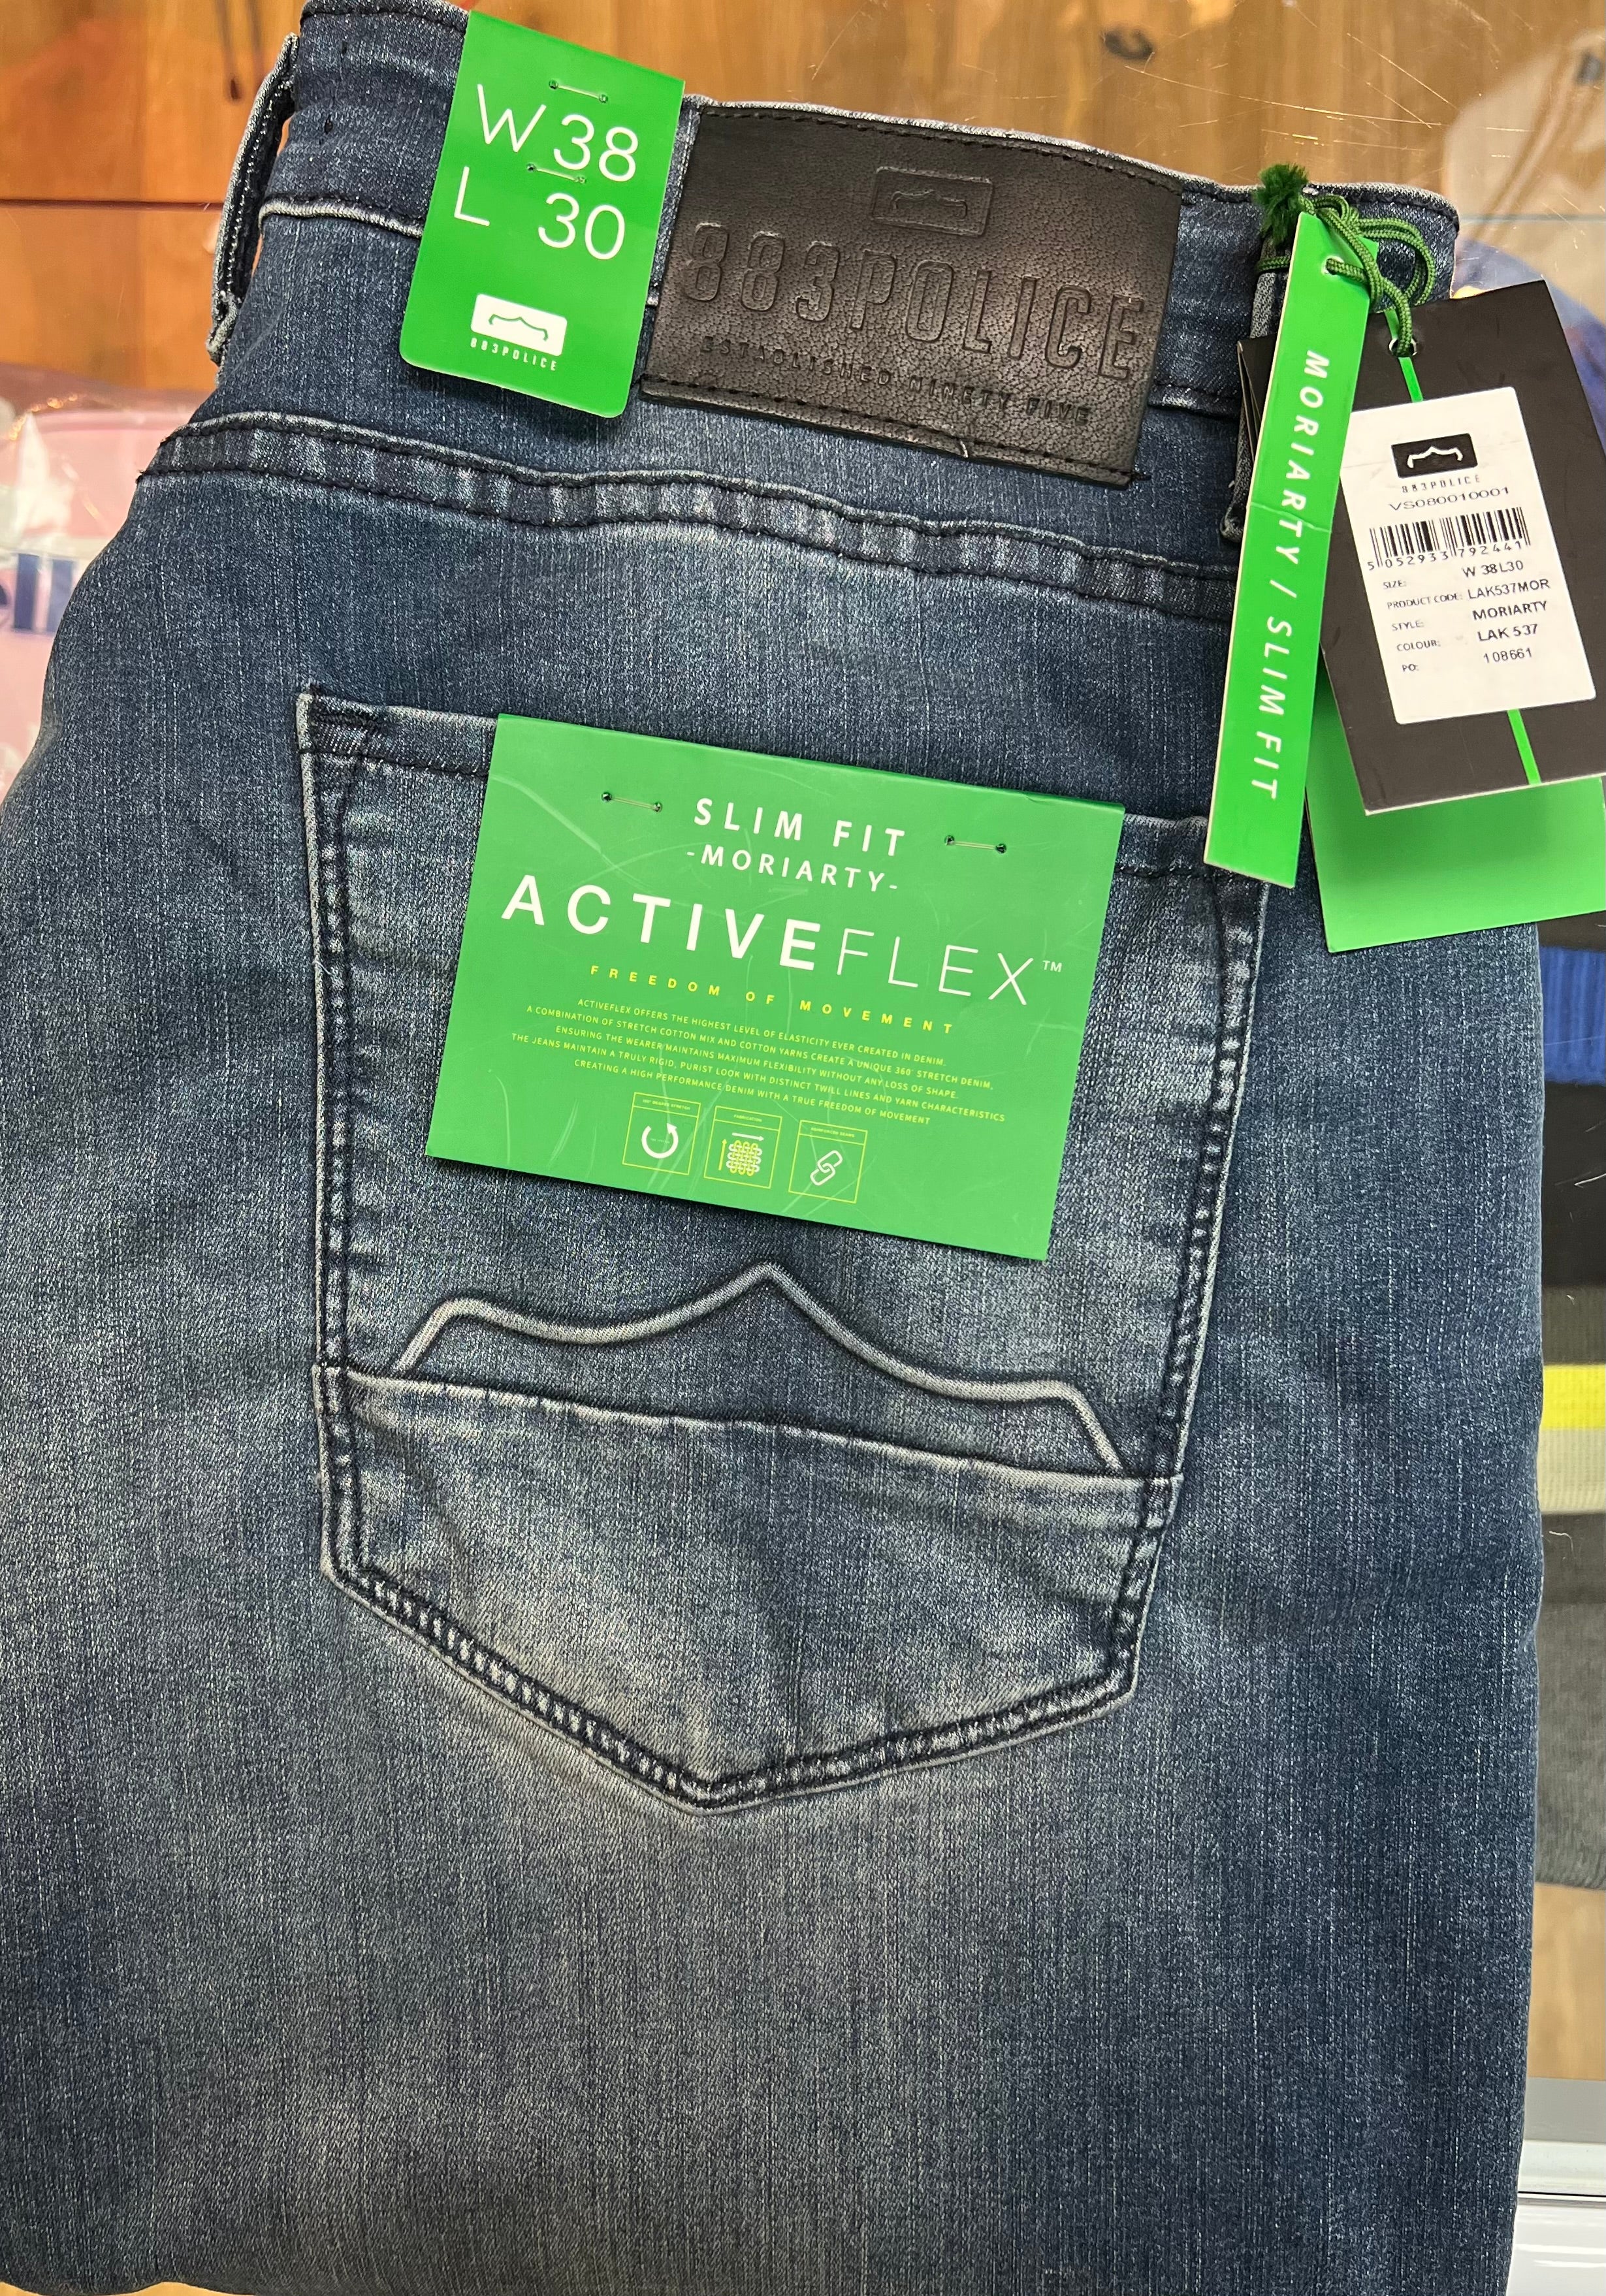 W 38
L 30
883POLICE
883POLICE
ESTABLISHED NINETY FIVE
MORIARTY / SLIM FIT
883POLICE
VS080010001
5 052933 792441
SIZE: W 38L30
PRODUCT CODE: LAK537MOR
STYLE: MORIARTY
COLOUR: LAK 537
PO: 108661
SLIM FIT
-MORIARTY-
ACTIVEFLEX™
FREEDOM OF MOVEMENT
ACTIVEFLEX OFFERS THE HIGHEST LEVEL OF ELASTICITY EVER CREATED IN DENIM.
A COMBINATION OF STRETCH COTTON MIX AND COTTON YARNS CREATE A UNIQUE 360° STRETCH DENIM,
ENSURING THE WEARER MAINTAINS MAXIMUM FLEXIBILITY WITHOUT ANY LOSS OF SHAPE.
THE JEANS MAINTAIN A TRULY RIGID, PURIST LOOK WITH DISTINCT TWILL LINES AND YARN CHARACTERISTICS
CREATING A HIGH PERFORMANCE DENIM WITH A TRUE FREEDOM OF MOVEMENT